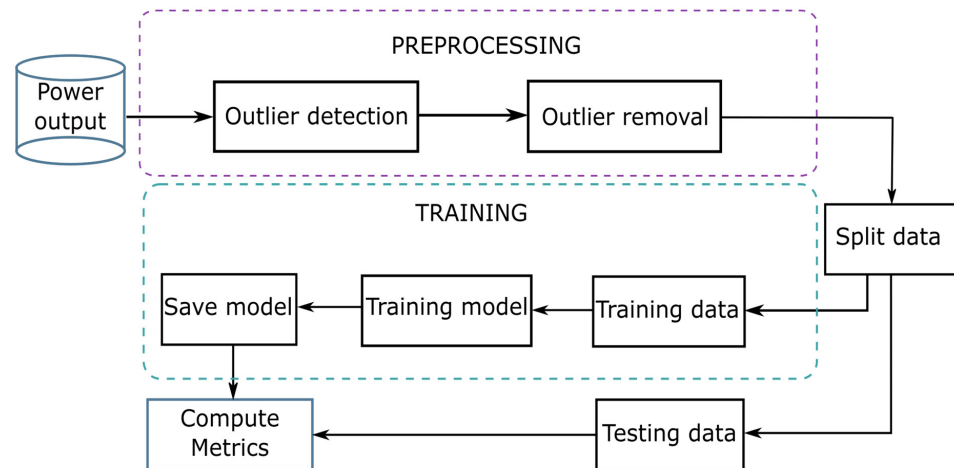 PREPROCESSING
Power
output
Outlier detection
Outlier removal
TRAINING
Split data
Save model
Training model
Training data
Compute
Metrics
Testing data